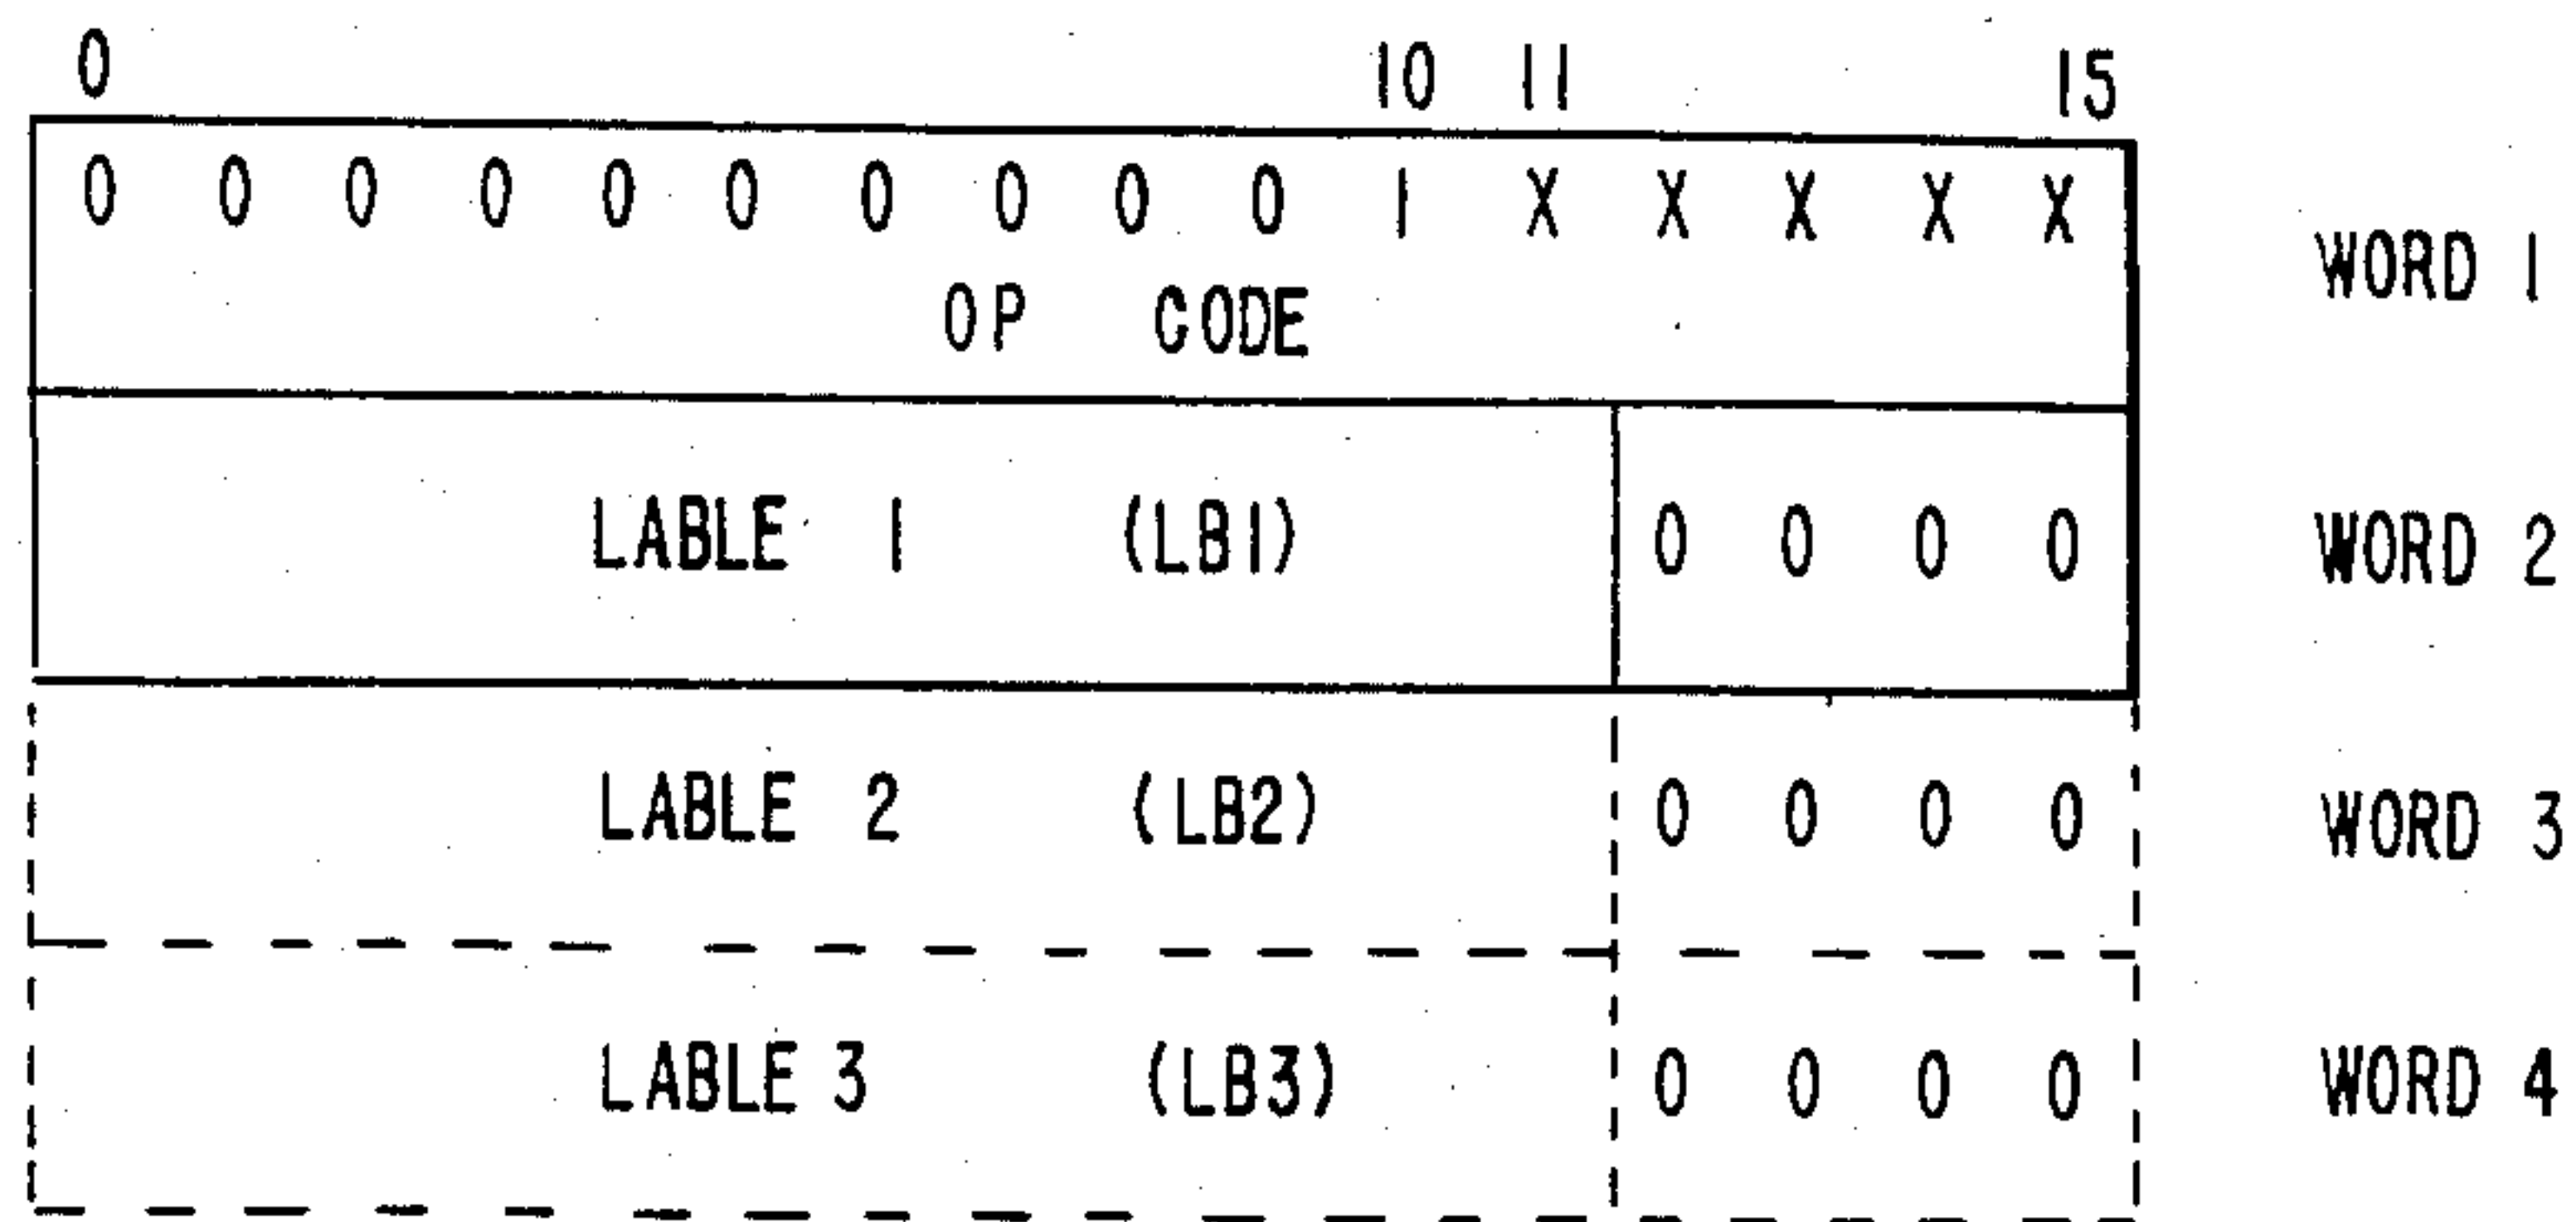 0 10 11 15
0 0 0 0 0 0 0 0 0 0 1 X X X X X
OP CODE WORD 1
LABLE 1 (LB1) 0 0 0 0 WORD 2
LABLE 2 (LB2) 0 0 0 0 WORD 3
LABLE 3 (LB3) 0 0 0 0 WORD 4